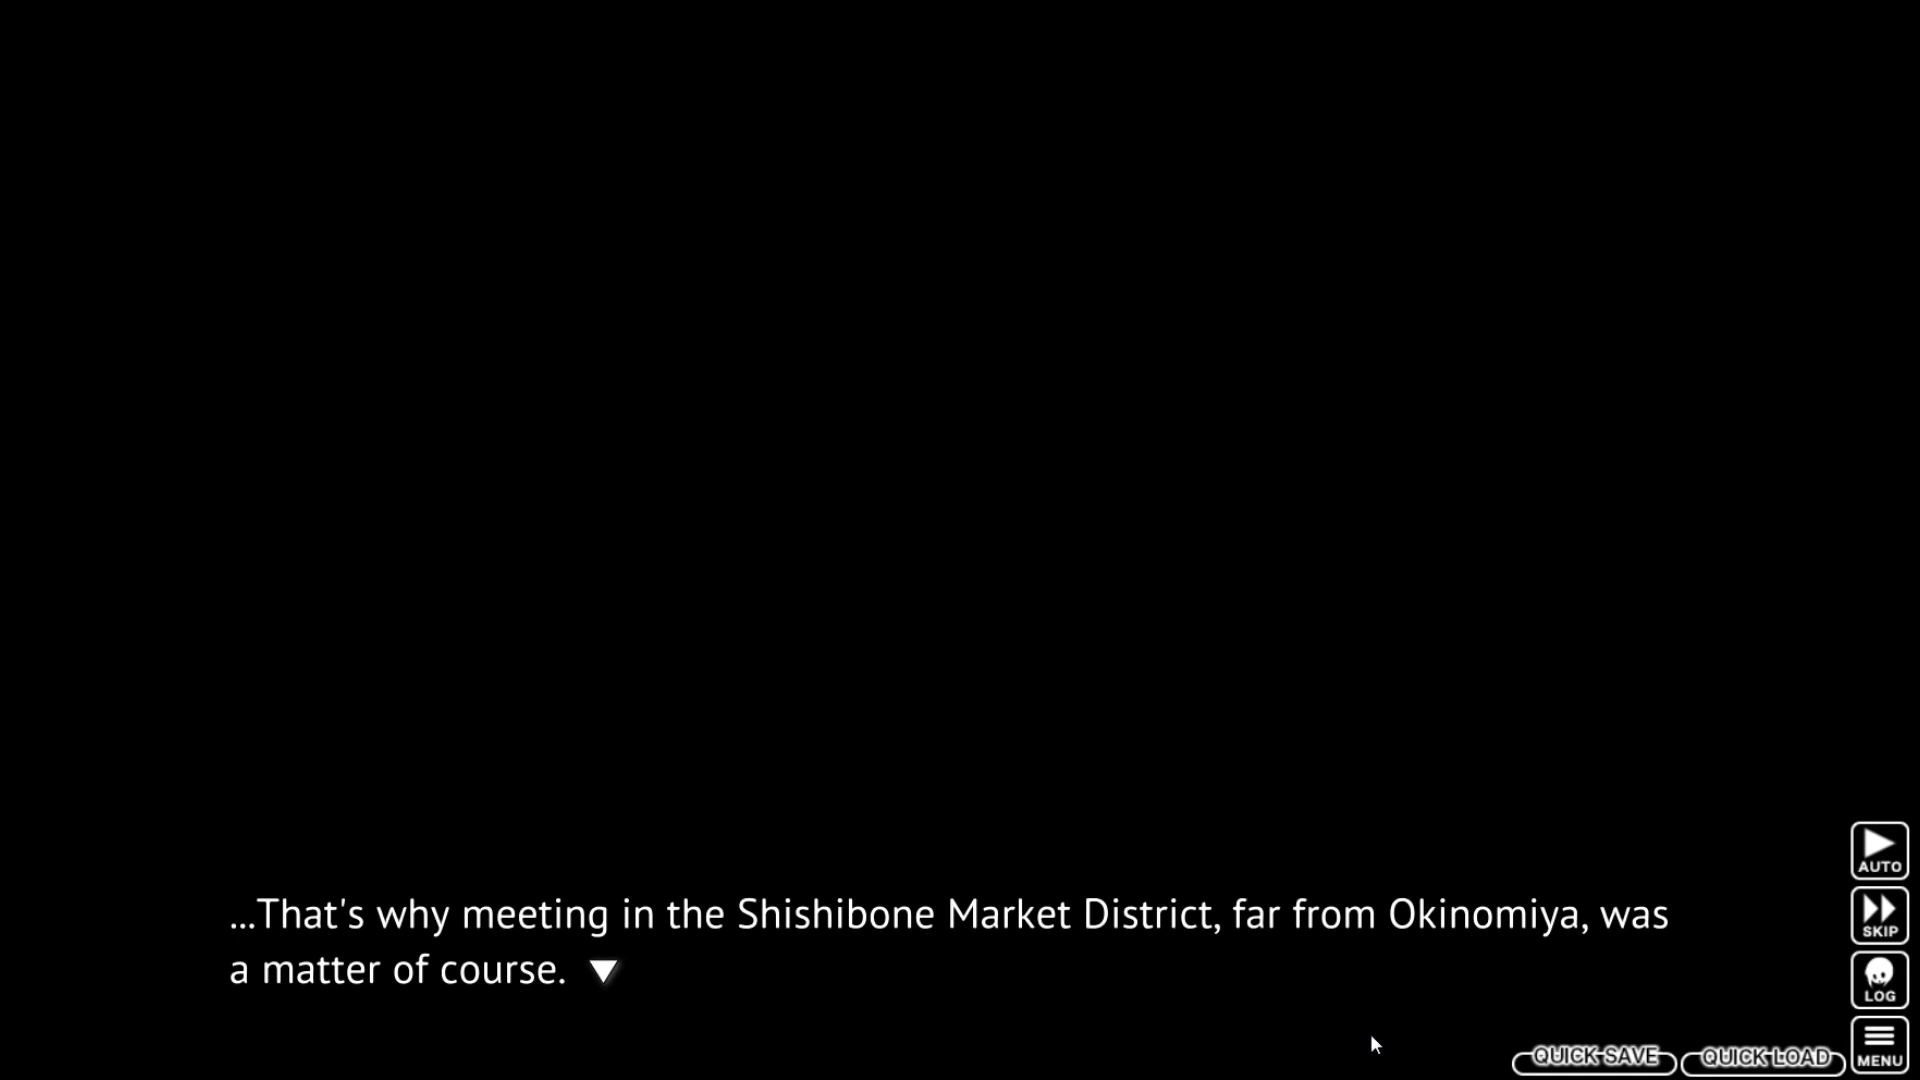 ...That's why meeting in the Shishibone Market District, far from Okinomiya, was
a matter of course.
AUTO
SKIP
LOG
MENU
QUICK SAVE
QUICK LOAD